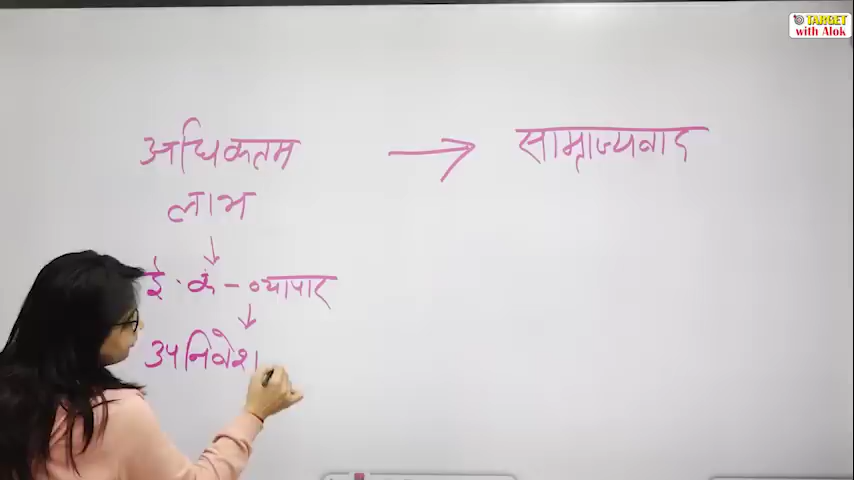 TARGET
with Alok
अधिकतम → साम्राज्यवाद
लाभ
↓
ई. कं - व्यापार
↓
उपनिवेश